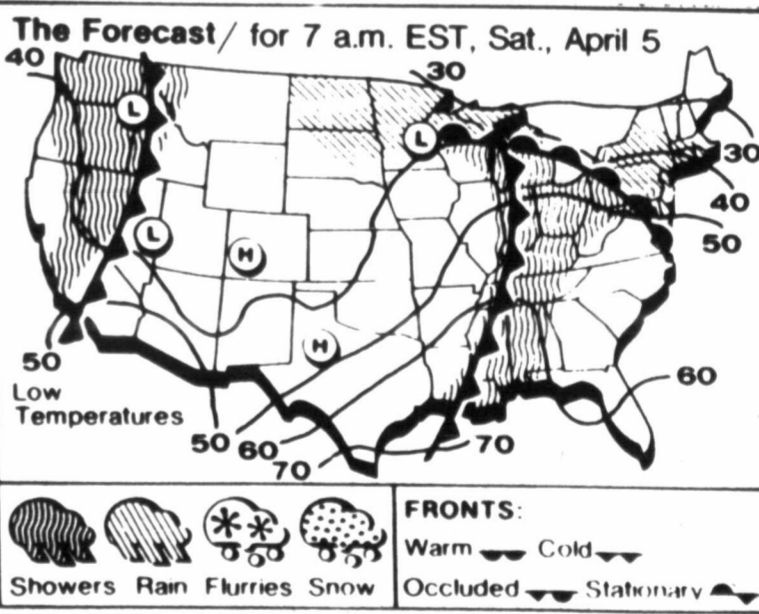 The Forecast / for 7 a.m. EST, Sat., April 5
40
30
L
L
30
40
L
H
50
H
50
60
Low
Temperatures
50 60
70
70
Showers Rain Flurries Snow
FRONTS:
Warm Cold
Occluded Stationary